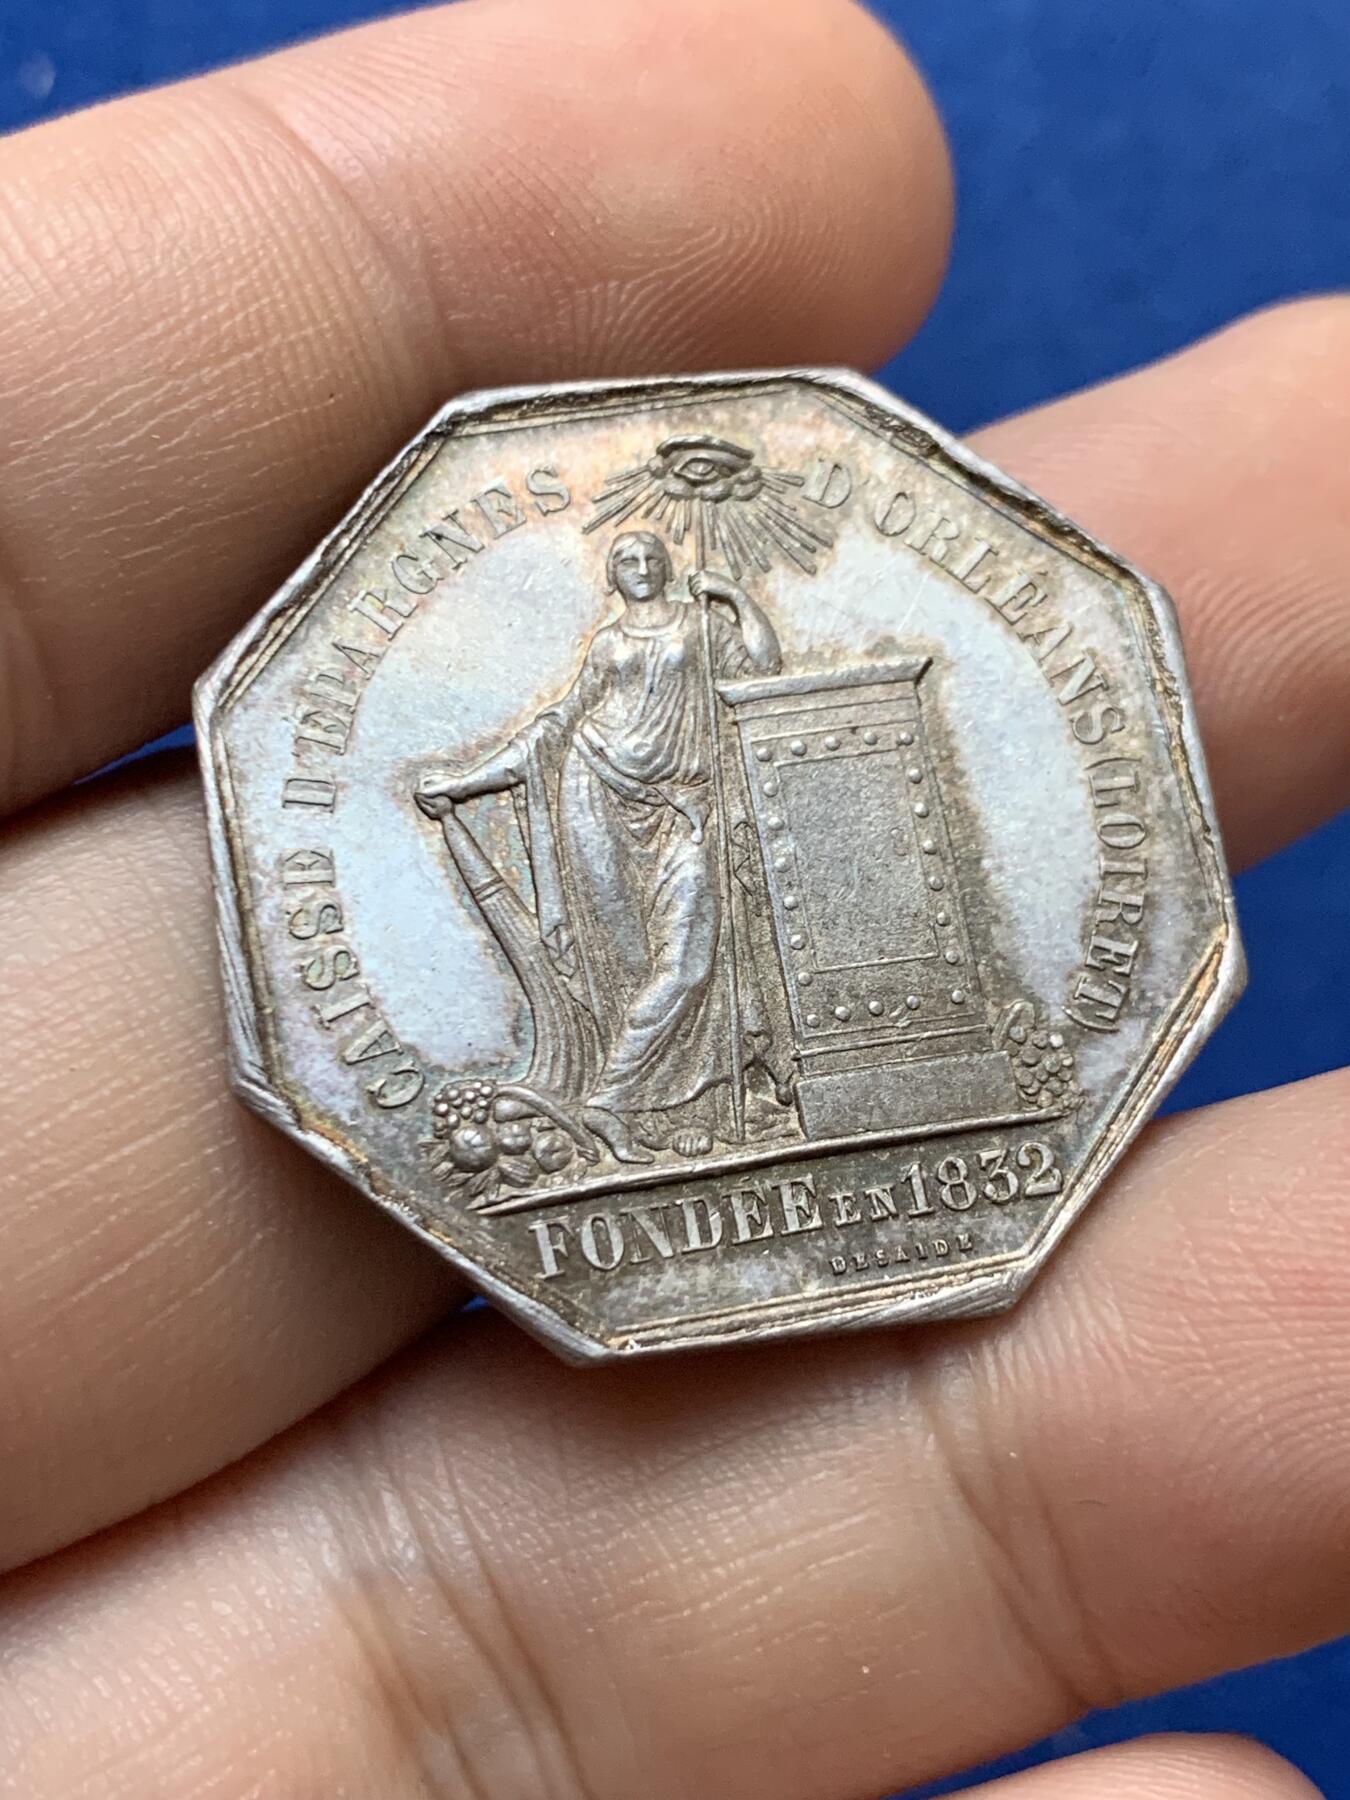 CAISSE D'EPARGNES D'ORLÉANS (LOIRET)
FONDÉE EN 1832
DESAIDE